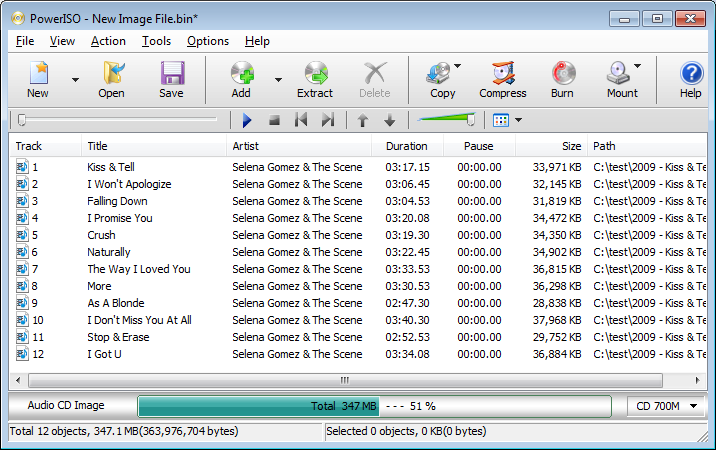 PowerISO - New Image File.bin*
File View Action Tools Options Help
New Open Save Add Extract Delete Copy Compress Burn Mount Help
Track Title Artist Duration Pause Size Path
1 Kiss & Tell Selena Gomez & The Scene 03:17.15 00:00.00 33,971 KB C:\test\2009 - Kiss & Te
2 I Won't Apologize Selena Gomez & The Scene 03:06.45 00:00.00 32,145 KB C:\test\2009 - Kiss & Te
3 Falling Down Selena Gomez & The Scene 03:04.53 00:00.00 31,819 KB C:\test\2009 - Kiss & Te
4 I Promise You Selena Gomez & The Scene 03:20.08 00:00.00 34,472 KB C:\test\2009 - Kiss & Te
5 Crush Selena Gomez & The Scene 03:19.30 00:00.00 34,350 KB C:\test\2009 - Kiss & Te
6 Naturally Selena Gomez & The Scene 03:22.45 00:00.00 34,902 KB C:\test\2009 - Kiss & Te
7 The Way I Loved You Selena Gomez & The Scene 03:33.53 00:00.00 36,815 KB C:\test\2009 - Kiss & Te
8 More Selena Gomez & The Scene 03:30.53 00:00.00 36,298 KB C:\test\2009 - Kiss & Te
9 As A Blonde Selena Gomez & The Scene 02:47.30 00:00.00 28,838 KB C:\test\2009 - Kiss & Te
10 I Don't Miss You At All Selena Gomez & The Scene 03:40.30 00:00.00 37,968 KB C:\test\2009 - Kiss & Te
11 Stop & Erase Selena Gomez & The Scene 02:52.53 00:00.00 29,752 KB C:\test\2009 - Kiss & Te
12 I Got U Selena Gomez & The Scene 03:34.08 00:00.00 36,884 KB C:\test\2009 - Kiss & Te
Audio CD Image Total 347 MB --- 51 % CD 700M
Total 12 objects, 347.1 MB(363,976,704 bytes) Selected 0 objects, 0 KB(0 bytes)